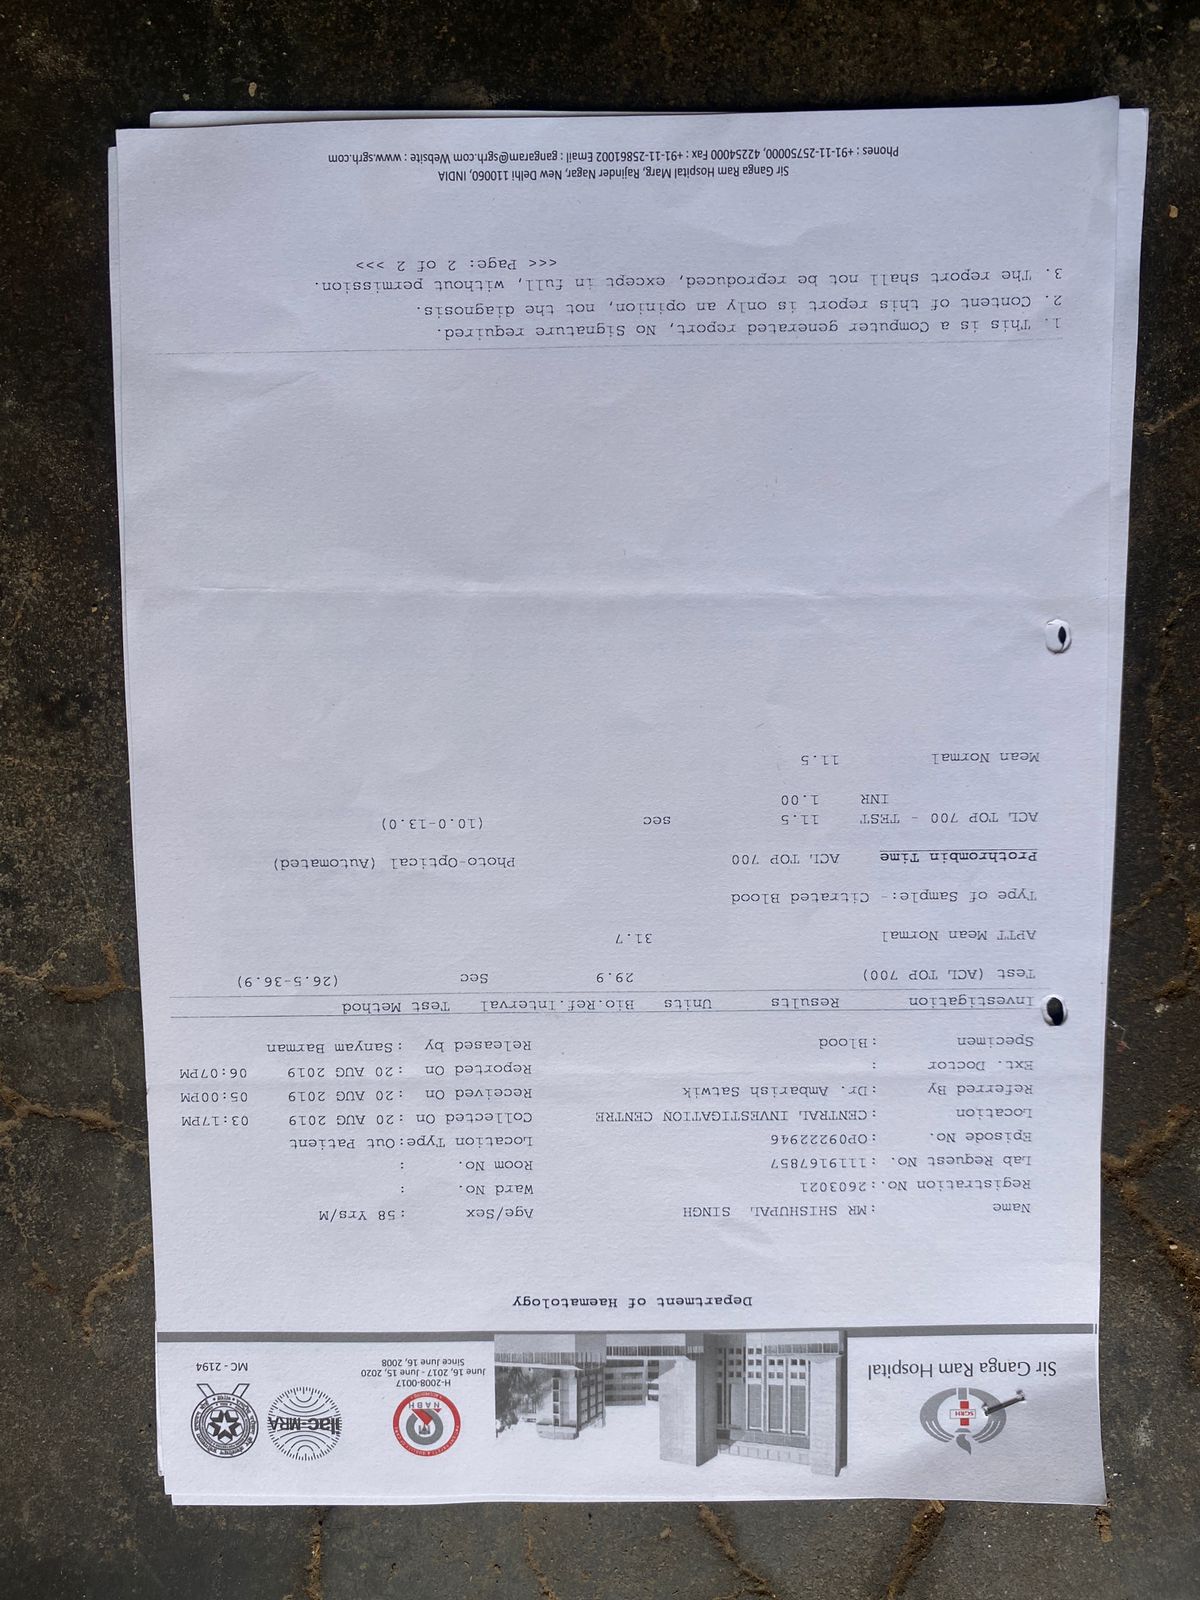 Sir Ganga Ram Hospital
SGRH
NABH
H-2008-0017
June 16, 2017 - June 15, 2020
Since June 16, 2008
ilac-MRA
MC - 2194
Department of Haematology
Name :MR SHISHUPAL SINGH Age/Sex :58 Yrs/M
Registration No.:2603021 Ward No. :
Lab Request No. :1119167857 Room No. :
Episode No. :OP09222946 Location Type:Out Patient
Location :CENTRAL INVESTIGATION CENTRE Collected On :20 AUG 2019 03:17PM
Referred By :Dr. Ambarish Satwik Received On :20 AUG 2019 05:00PM
Ext. Doctor : Reported On :20 AUG 2019 06:07PM
Specimen :Blood Released by :Sanyam Barman
Investigation Results Units Bio.Ref.Interval Test Method
Test (ACL TOP 700) 29.9 Sec (26.5-36.9)
APTT Mean Normal 31.7
Type of Sample:- Citrated Blood
Prothrombin Time ACL TOP 700 Photo-Optical (Automated)
ACL TOP 700 - TEST 11.5 sec (10.0-13.0)
INR 1.00
Mean Normal 11.5
1. This is a Computer generated report, No Signature required.
2. Content of this report is only an opinion, not the diagnosis.
3. The report shall not be reproduced, except in full, without permission.
<<< Page: 2 of 2 >>>
Sir Ganga Ram Hospital Marg, Rajinder Nagar, New Delhi 110060, INDIA
Phones : +91-11-25750000, 42254000 Fax : +91-11-25861002 Email : gangaram@sgrh.com Website : www.sgrh.com